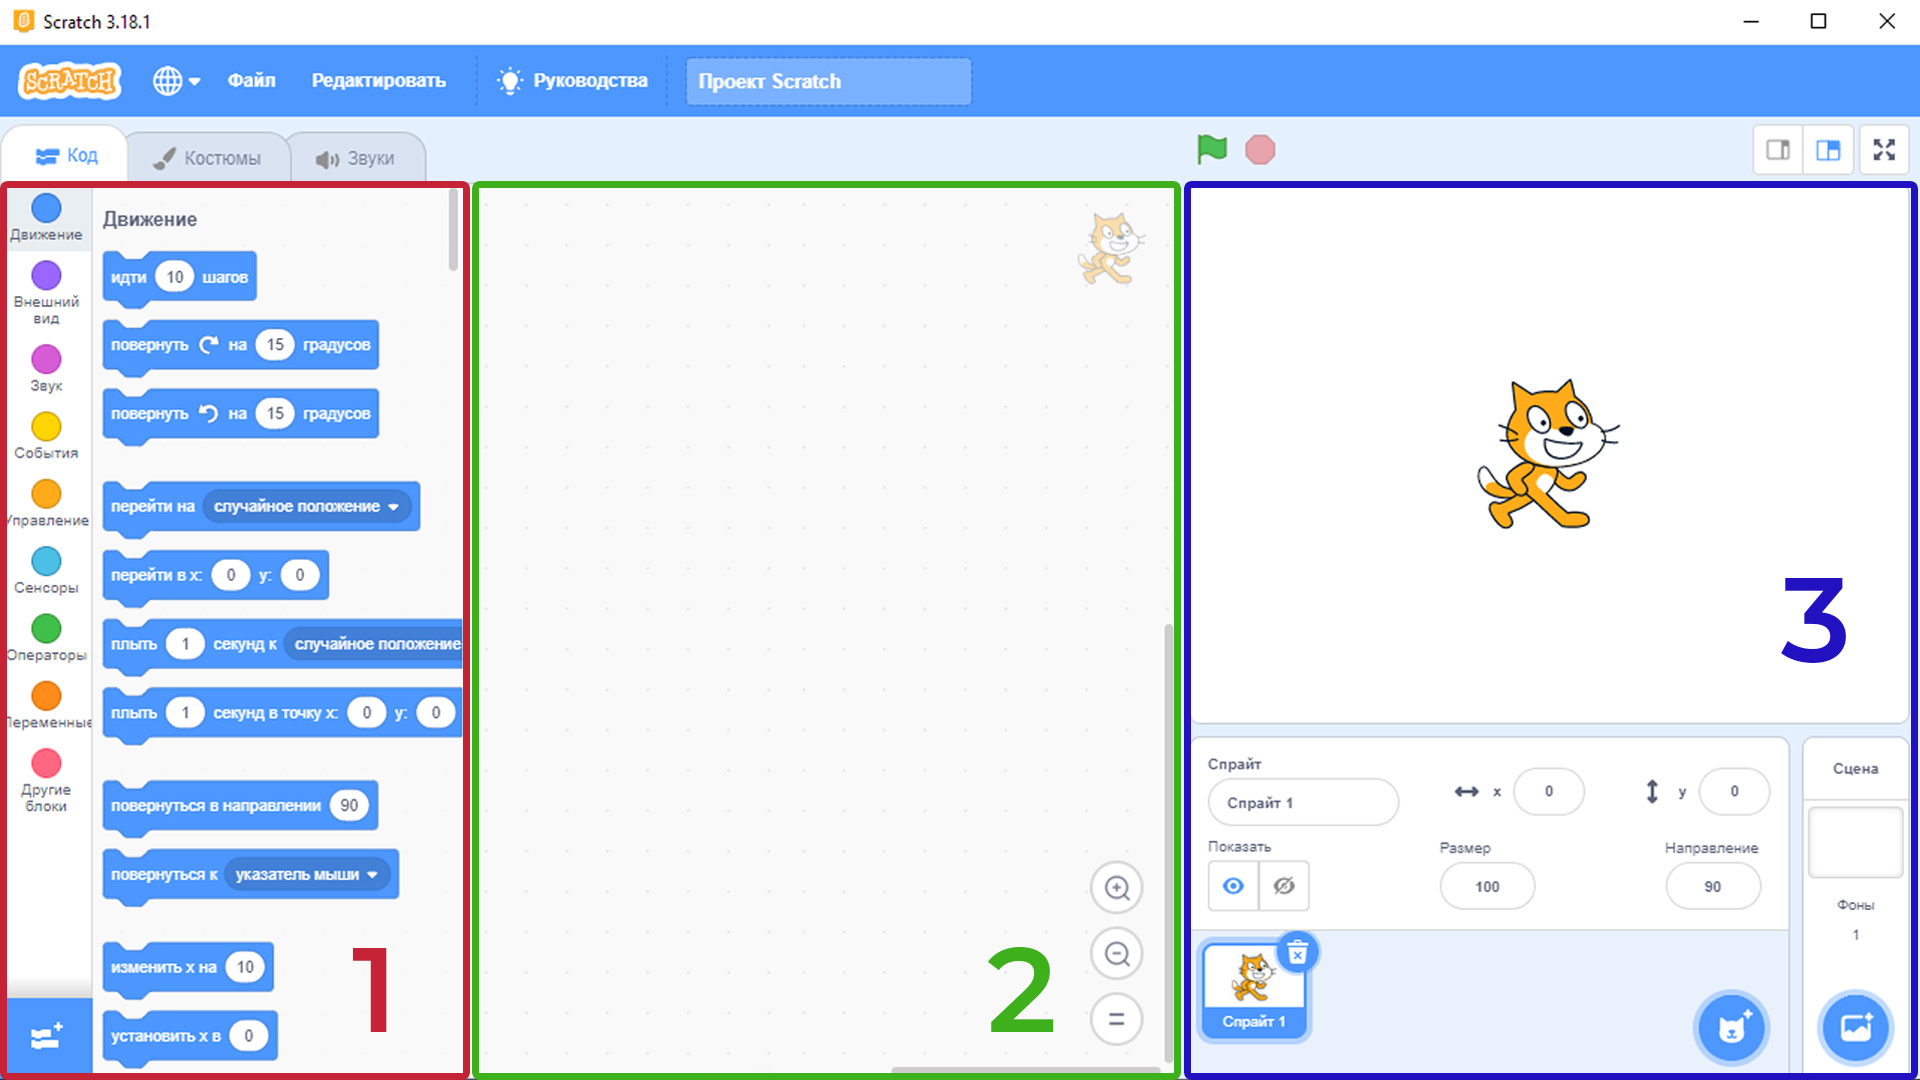 Scratch 3.18.1
SCRATCH Файл Редактировать Руководства Проект Scratch
Код Костюмы Звуки
Движение
Внешний
вид
Звук
События
Управление
Сенсоры
Операторы
Переменные
Другие
блоки
Движение
идти 10 шагов
повернуть на 15 градусов
повернуть на 15 градусов
перейти на случайное положение
перейти в x: 0 y: 0
плыть 1 секунд к случайное положение
плыть 1 секунд в точку x: 0 y: 0
повернуться в направлении 90
повернуться к указатель мыши
изменить x на 10
установить x в 0
1
2
3
Спрайт
Спрайт 1 x 0 y 0
Показать Размер Направление
100 90
Спрайт 1
Сцена
Фоны
1